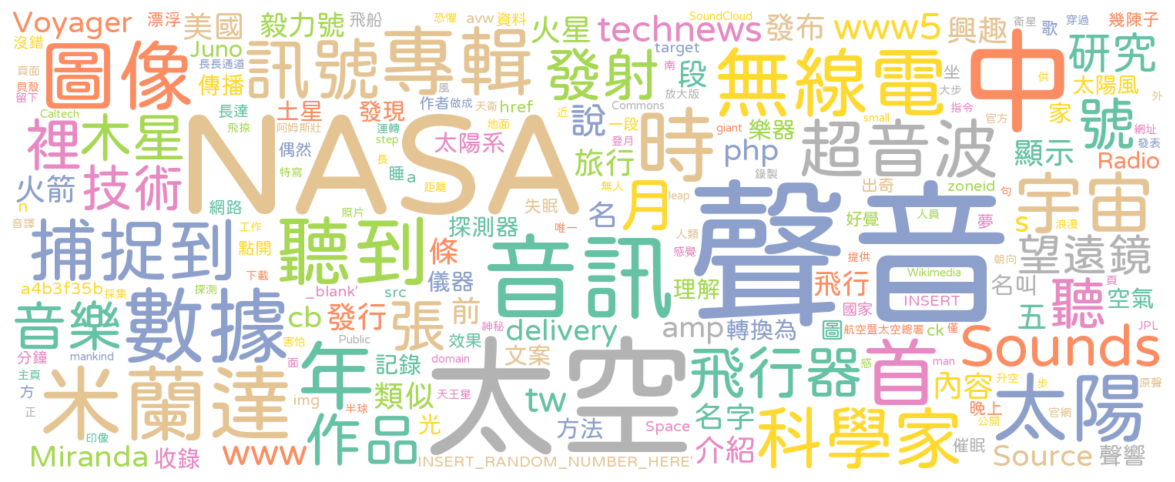 Voyager 漂浮 美國 毅力號 飛船 恐懼 avw 資料 火星 SoundCloud technews 發布 www5 興趣 衛星 歌 穿過 幾陳子
沒錯 Juno target 南 段 坐 大步 研究
頁面 長長通道 圖像 訊號 專輯 發射 放大版 無線電 中 指令 供 太陽風
貝殼 留下 傳播 風 外
Caltech 長達 土星 發現 作者 做成 天衛 href 近 Commons 官方 家 號 網址
裡 木星 飛掠 運轉 阿姆斯壯 地面 說 一段 登月 giant 樂器 small 超音波 顯示 發表
偶然 太陽系 step 時 php Radio
火箭 技術 特寫 睡 a NASA 長 距離 旅行 無人 leap 錄製 出奇 zoneid 句
n 網路 失眠 名 月 人員 夢 s 宇宙
音譯 工作 點開 照片 探測器 唯一 人類 好覺 浪漫
捕捉到 聽到 條 音訊 感覺 聲音 提供 朝向 望遠鏡
下載 儀器 理解 飛行 Wikimedia 名叫 頁
a4b3f35b 採集 探測 _blank' src INSERT 聽 空氣
音樂 數據 害怕 cb 發行 張 前 神秘 delivery amp 國家 五 JPL
分鐘 mankind Public 效果 轉換為 圖 航空暨太空總署 ck 僅
主頁 面 年 記錄 domain 文案 太空 飛行器 首 感 man Sounds
方 米蘭達 img 類似 天王星 tw 內容 升空 步 原聲
正 半球 作品 光 方法 名字 科學家 晚上 官網 太陽
印像 Space 公開
Miranda 收錄 www INSERT_RANDOM_NUMBER_HERE' 介紹 催眠 Source 聲響